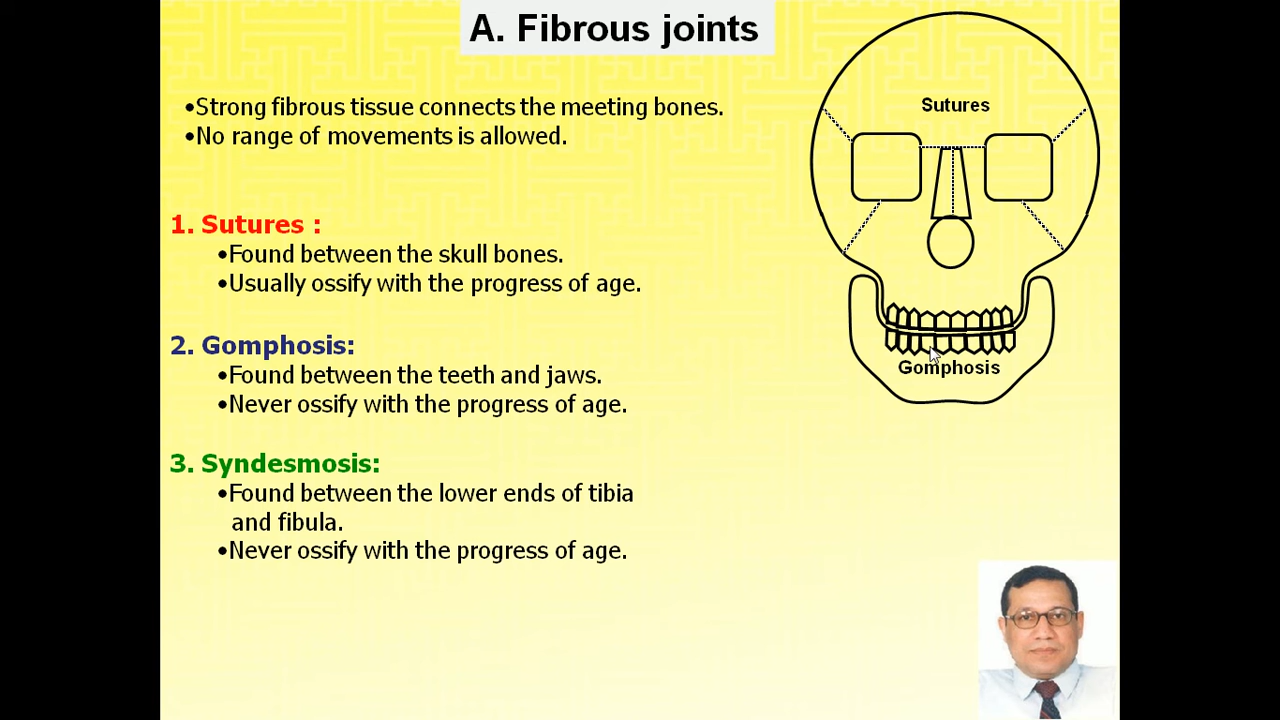 A. Fibrous joints
•Strong fibrous tissue connects the meeting bones.
•No range of movements is allowed.
1. Sutures :
•Found between the skull bones.
•Usually ossify with the progress of age.
2. Gomphosis:
•Found between the teeth and jaws.
•Never ossify with the progress of age.
3. Syndesmosis:
•Found between the lower ends of tibia
and fibula.
•Never ossify with the progress of age.
Sutures
Gomphosis